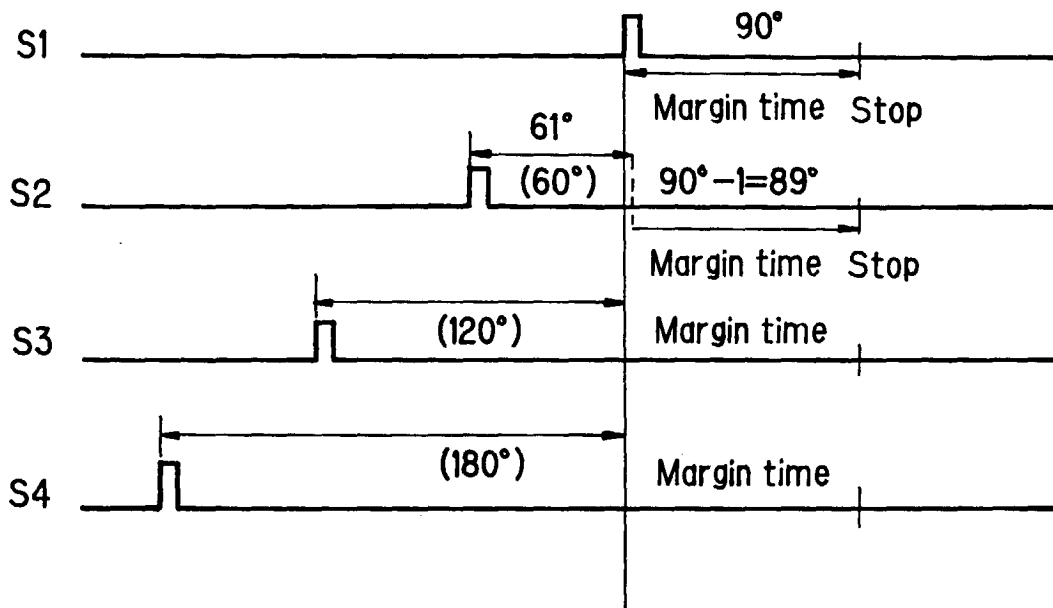 S1
90°
Margin time Stop
61°
S2
(60°)
90°-1=89°
Margin time Stop
S3
(120°)
Margin time
S4
(180°)
Margin time